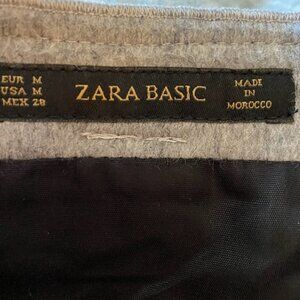 EUR M
USA M
MEX 28
ZARA BASIC
MADE
IN
MOROCCO